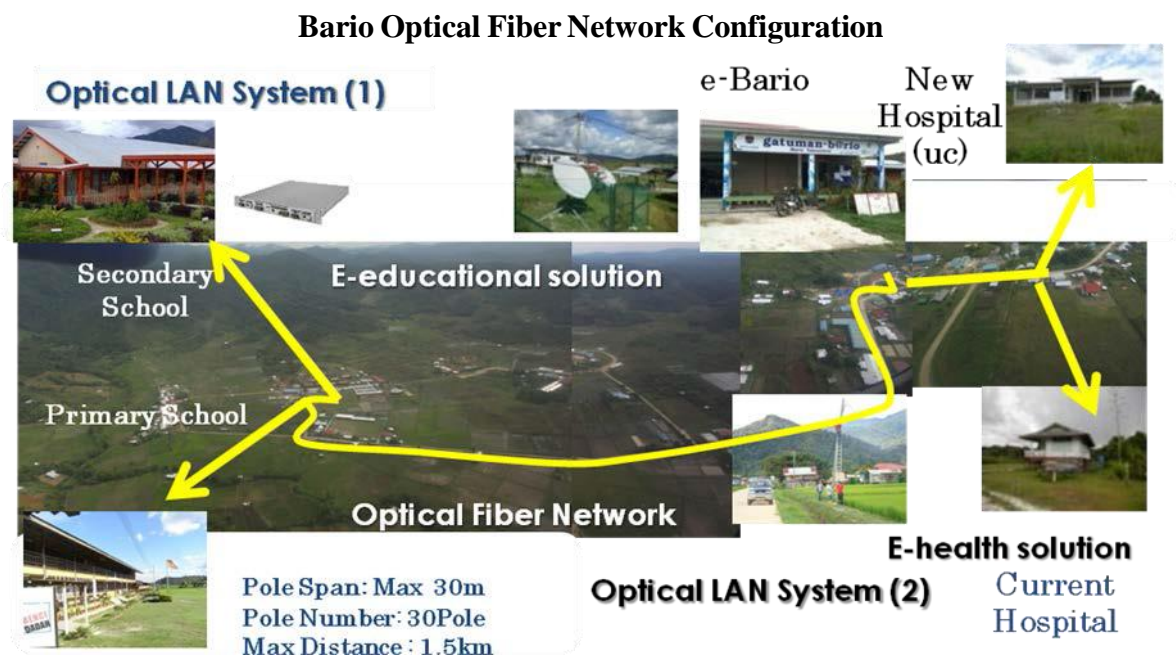 Bario Optical Fiber Network Configuration
Optical LAN System (1)
e-Bario
New
Hospital
(uc)
gatuman-b@rio
Secondary
School
E-educational solution
Primary School
Optical Fiber Network
E-health solution
Optical LAN System (2)
Current
Hospital
Pole Span: Max 30m
Pole Number: 30Pole
Max Distance : 1.5km